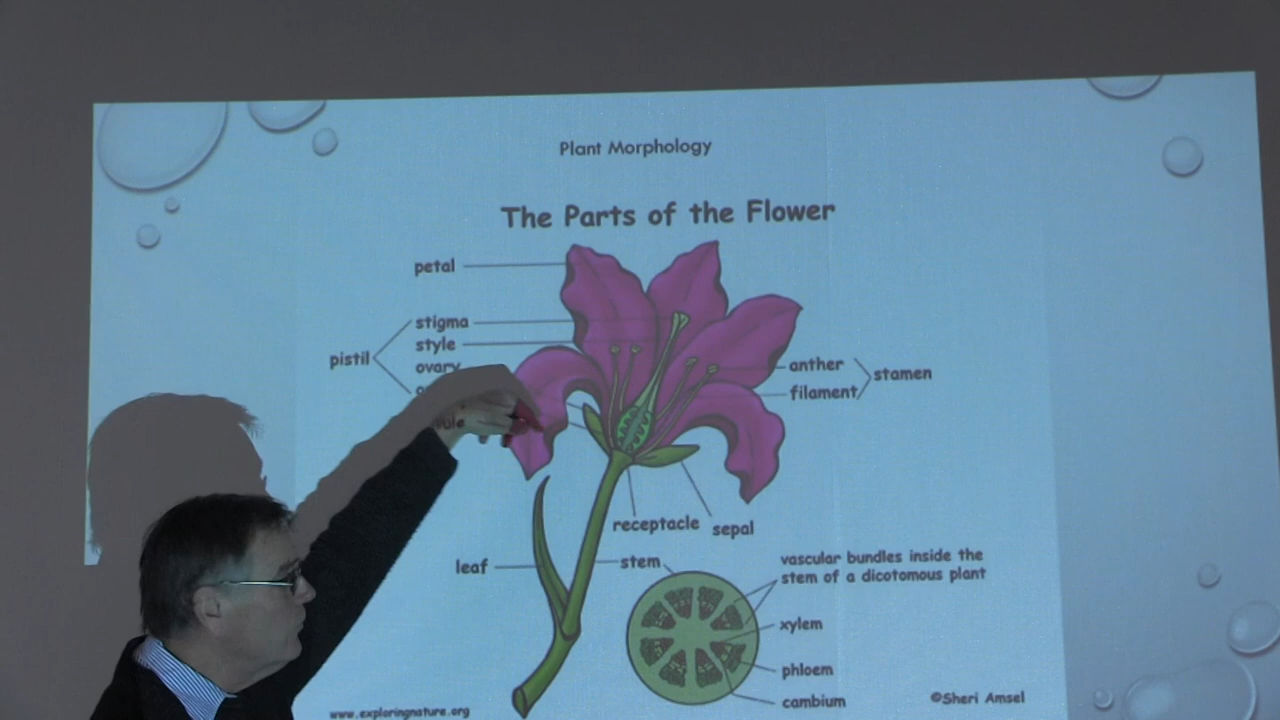 Plant Morphology
The Parts of the Flower
petal
stigma
style
ovary
pistil
anther
filament
stamen
receptacle
sepal
leaf
stem
vascular bundles inside the
stem of a dicotomous plant
xylem
phloem
cambium
www.exploringnature.org
©Sheri Amsel